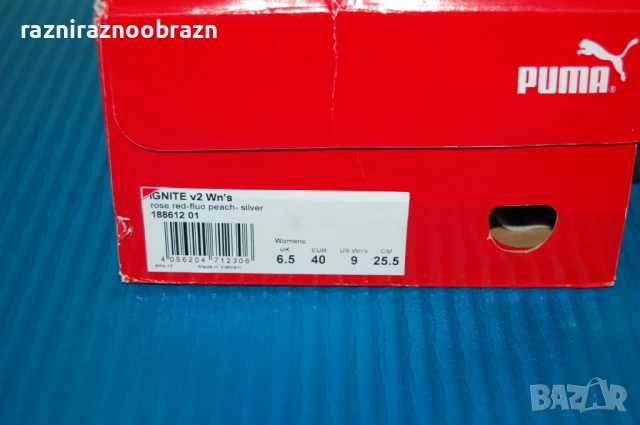 razniraznoobrazn
PUMA
IGNITE v2 Wn's
rose red-fluo peach- silver
188612 01
Womens
UK EUR US Wn's CM
6.5 40 9 25.5
4 056204 712306
Made in Vietnam
BAZAR